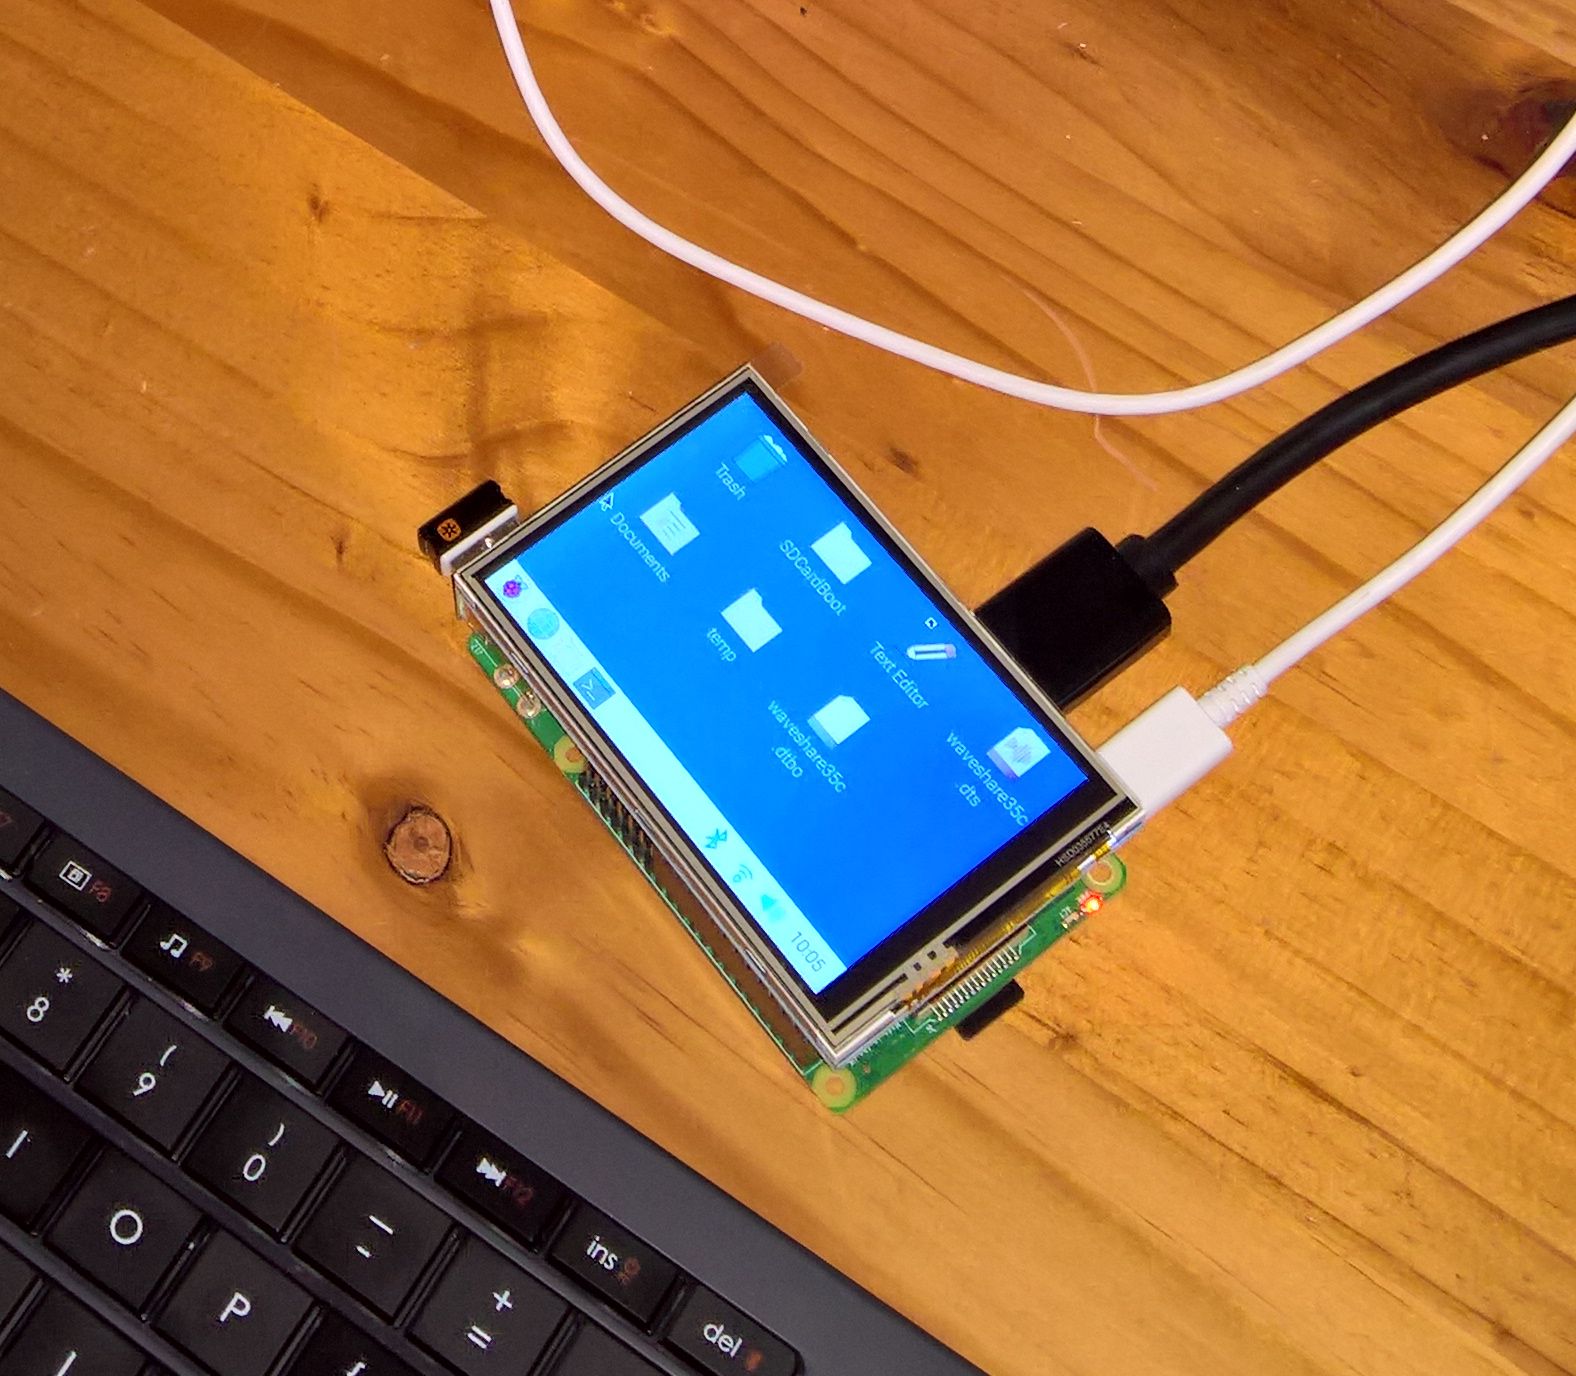 Trash
Documents
SDCardBoot
temp
Text Editor
waveshare35c
.dtbo
waveshare35c
.dts
10:05
F8
F9
F10
F11
F12
ins
del
*
8
(
9
)
0
-
+
=
O
P